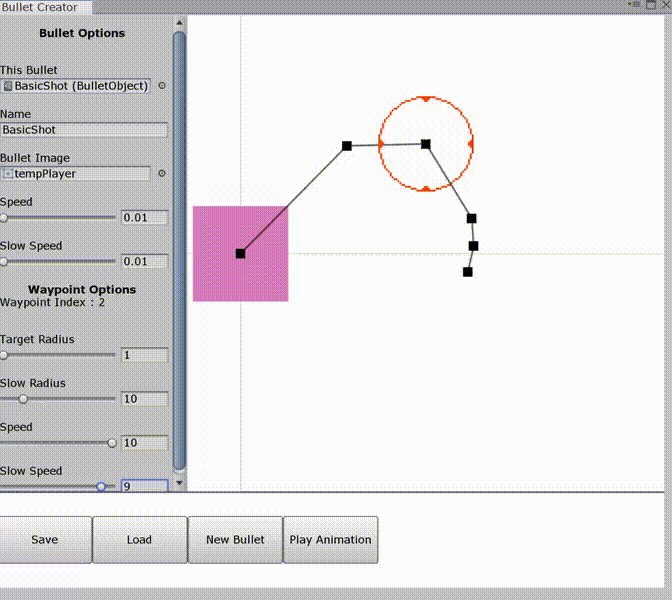 Bullet Creator
Bullet Options
This Bullet
BasicShot (BulletObject)
Name
BasicShot
Bullet Image
tempPlayer
Speed
0.01
Slow Speed
0.01
Waypoint Options
Waypoint Index : 2
Target Radius
1
Slow Radius
10
Speed
10
Slow Speed
9
Save
Load
New Bullet
Play Animation